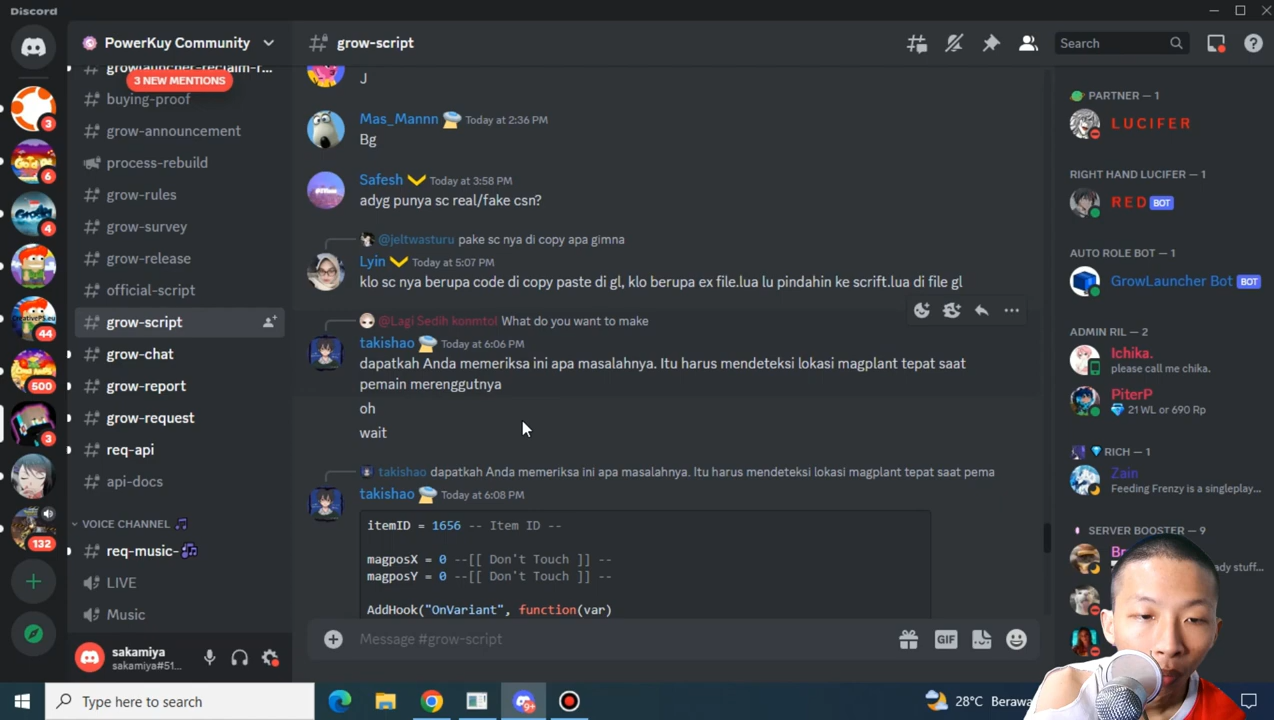 Discord
PowerKuy Community
3 NEW MENTIONS
buying-proof
grow-announcement
process-rebuild
grow-rules
grow-survey
grow-release
official-script
grow-script
grow-chat
grow-report
grow-request
req-api
api-docs
VOICE CHANNEL
req-music-
LIVE
Music
sakamiya
sakamiya#51...
3
6
4
44
500
3
132
grow-script
Search
J
Mas_Mannn Today at 2:36 PM
Bg
Safesh Today at 3:58 PM
adyg punya sc real/fake csn?
@jeltwasturu pake sc nya di copy apa gimna
Lyin Today at 5:07 PM
klo sc nya berupa code di copy paste di gl, klo berupa ex file.lua lu pindahin ke scrift.lua di file gl
@Lagi Sedih konmtol What do you want to make
takishao Today at 6:06 PM
dapatkah Anda memeriksa ini apa masalahnya. Itu harus mendeteksi lokasi magplant tepat saat
pemain merenggutnya
oh
wait
takishao dapatkah Anda memeriksa ini apa masalahnya. Itu harus mendeteksi lokasi magplant tepat saat pema
takishao Today at 6:08 PM
itemID = 1656 -- Item ID --
magposX = 0 --[[ Don't Touch ]] --
magposY = 0 --[[ Don't Touch ]] --
AddHook("OnVariant", function(var)
Message #grow-script
GIF
PARTNER — 1
L U C I F E R
RIGHT HAND LUCIFER — 1
R E D BOT
AUTO ROLE BOT — 1
GrowLauncher Bot BOT
ADMIN RIL — 2
Ichika.
please call me chika.
PiterP
21 WL or 690 Rp
RICH — 1
Zain
Feeding Frenzy is a singleplay...
SERVER BOOSTER — 9
Type here to search
9+
28°C Berawa